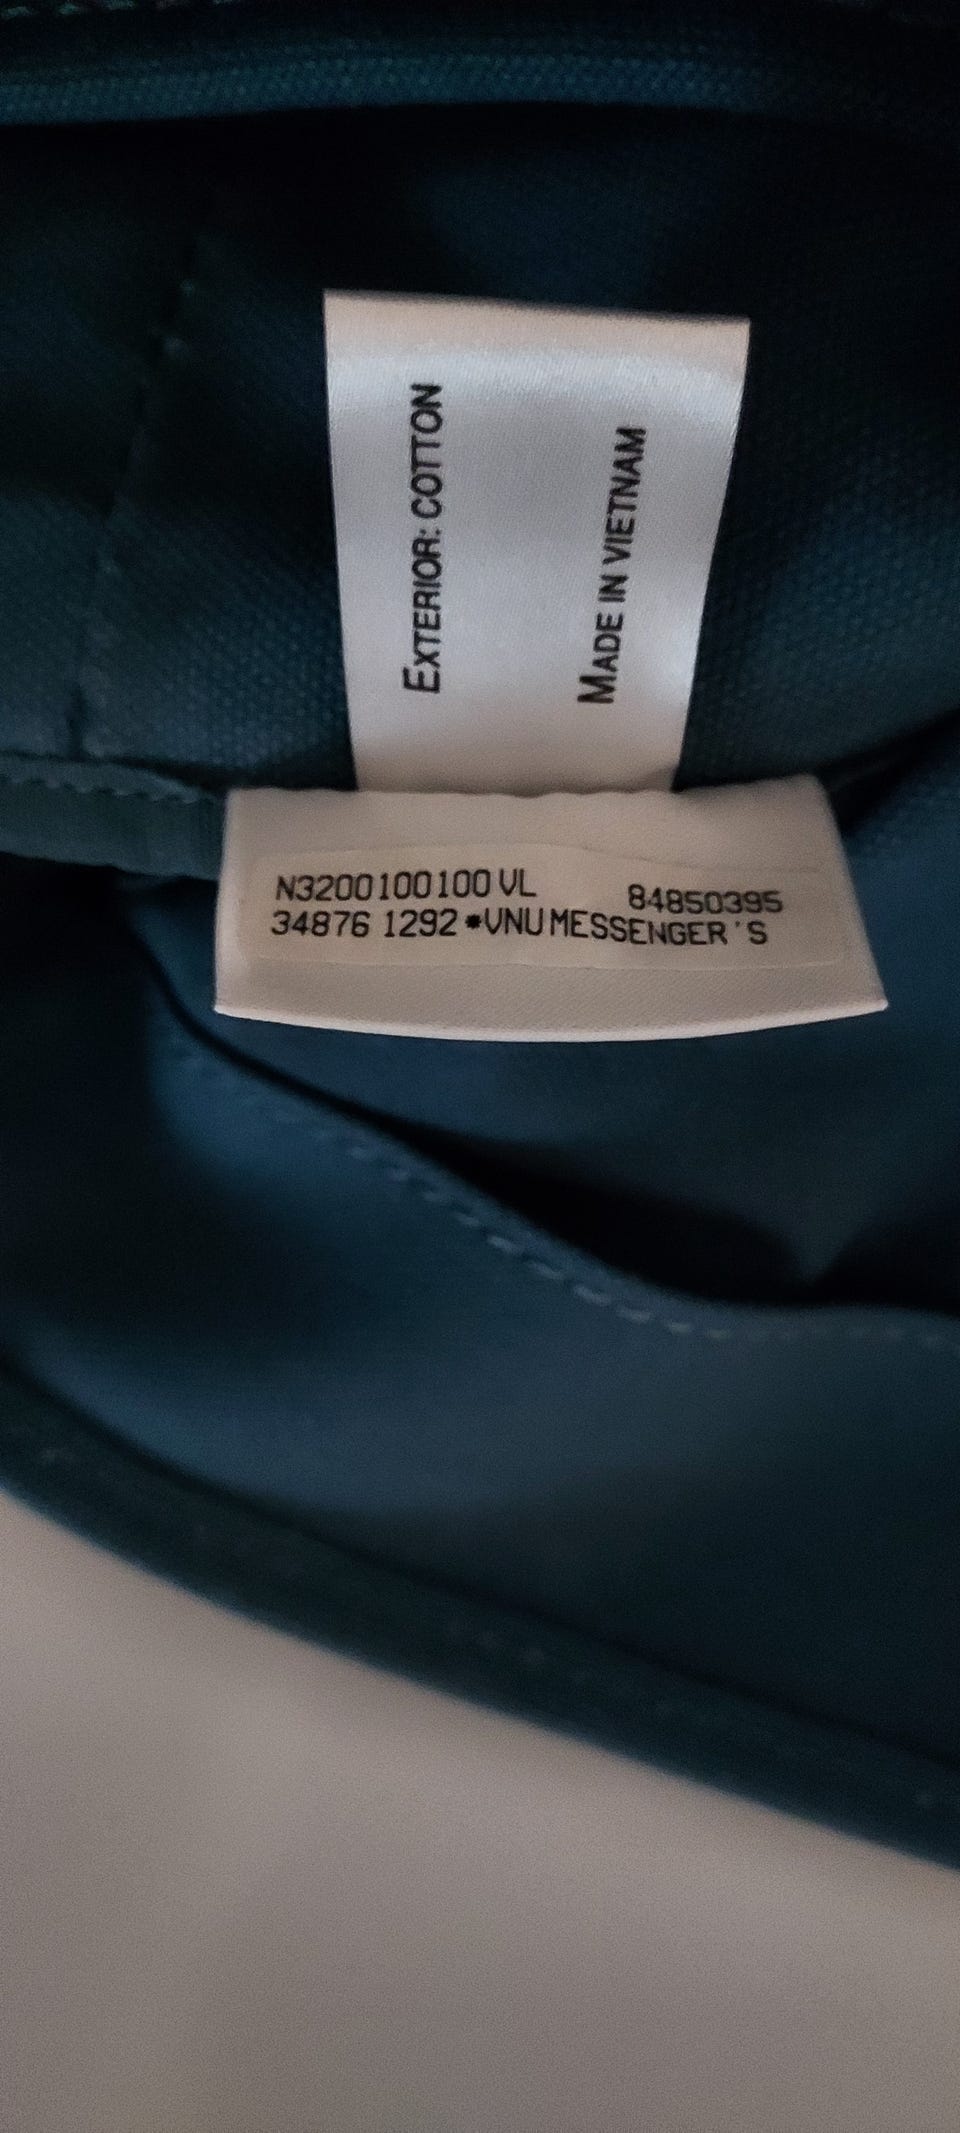 EXTERIOR: COTTON
MADE IN VIETNAM
N3200100100 VL 84850395
34876 1292 *VNU MESSENGER'S